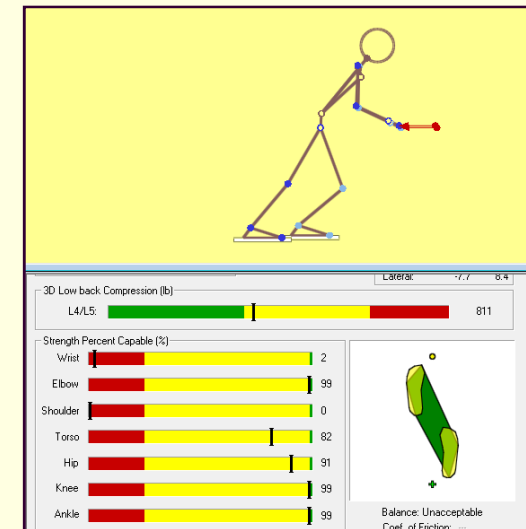 Lateral: -7.7 8.4
3D Low back Compression (lb)
L4/L5: 811
Strength Percent Capable (%)
Wrist 2
Elbow 99
Shoulder 0
Torso 82
Hip 91
Knee 99
Ankle 99
Balance: Unacceptable
Coef. of Friction: ---